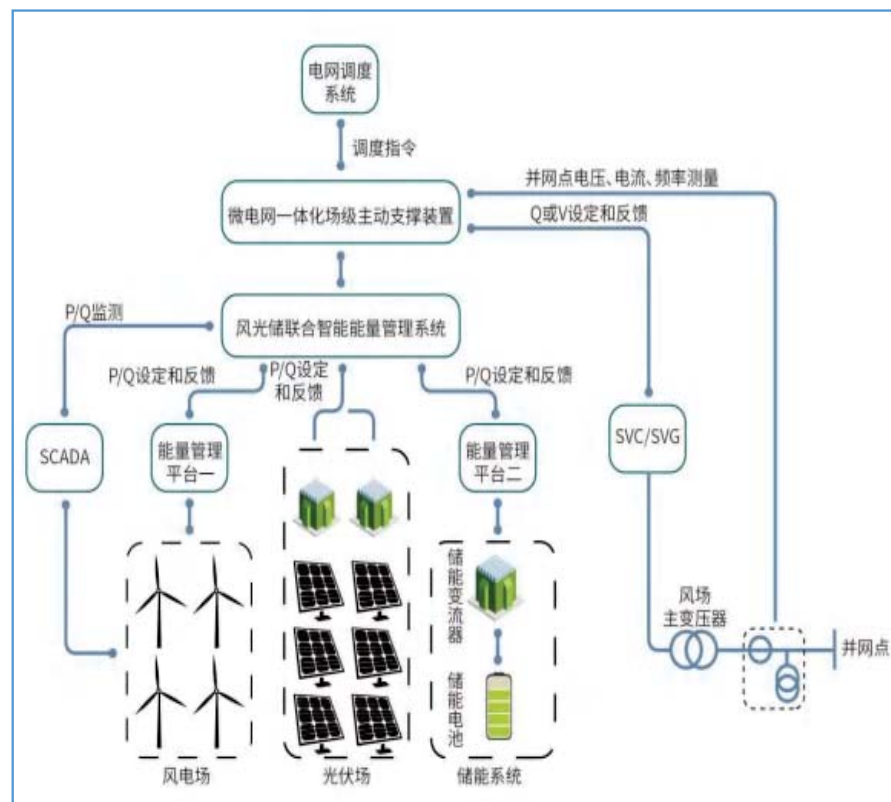 电网调度
系统
调度指令
并网点电压、电流、频率测量
微电网一体化场级主动支撑装置
Q或V设定和反馈
P/Q监测
风光储联合智能能量管理系统
P/Q设定和反馈
P/Q设定
和反馈
P/Q设定和反馈
SCADA
能量管理
平台一
能量管理
平台二
SVC/SVG
储能变流器
风场
主变压器
并网点
储能电池
风电场
光伏场
储能系统